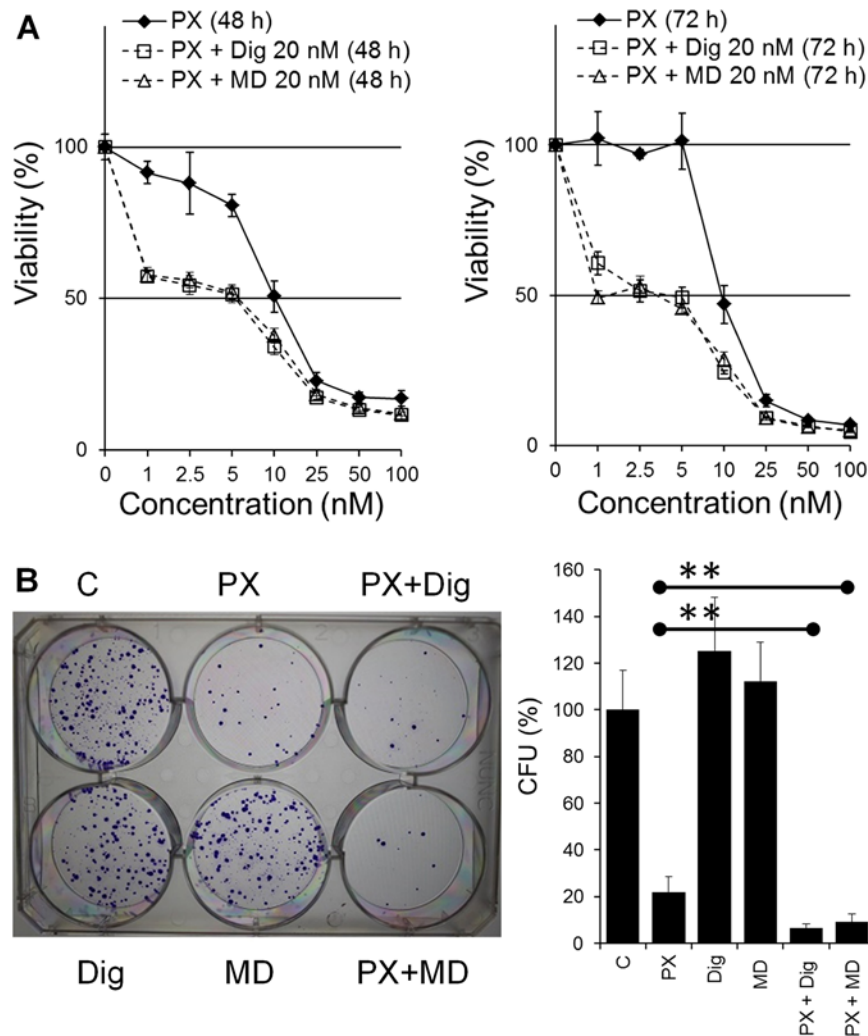 A
PX (48 h)
PX + Dig 20 nM (48 h)
PX + MD 20 nM (48 h)
Viability (%)
100
50
0
0 1 2.5 5 10 25 50 100
Concentration (nM)
PX (72 h)
PX + Dig 20 nM (72 h)
PX + MD 20 nM (72 h)
Viability (%)
100
50
0
0 1 2.5 5 10 25 50 100
Concentration (nM)
B
C PX PX+Dig
1 2 3
NUNC
Dig MD PX+MD
CFU (%)
160
140
120
100
80
60
40
20
0
**
**
C
PX
Dig
MD
PX + Dig
PX + MD